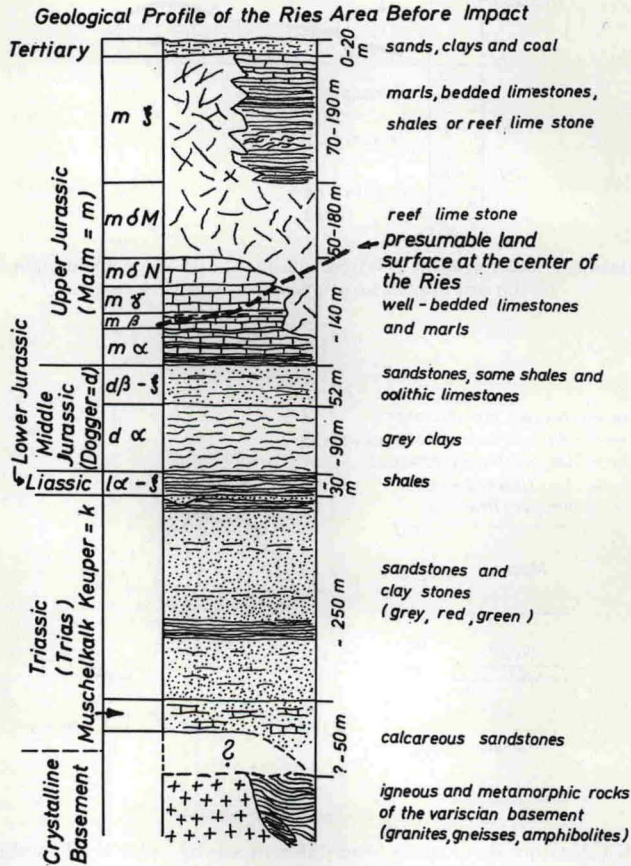 Geological Profile of the Ries Area Before Impact
Tertiary
0-20 m
sands, clays and coal
Upper Jurassic
(Malm = m)
m ξ
70-190 m
marls, bedded limestones,
shales or reef lime stone
m δ M
60-180 m
reef lime stone
presumable land
surface at the center of
the Ries
m δ N
m ɣ
m β
m α
- 140 m
well-bedded limestones
and marls
Lower Jurassic
Middle
Jurassic
(Dogger=d)
dβ-ξ
52 m
sandstones, some shales and
oolithic limestones
d α
- 90 m
grey clays
Liassic
lα-ξ
30 - m
shales
Triassic
(Trias)
Muschelkalk Keuper = k
- 250 m
sandstones and
clay stones
(grey, red, green)
?-50 m
calcareous sandstones
?
Crystalline
Basement
igneous and metamorphic rocks
of the variscian basement
(granites, gneisses, amphibolites)